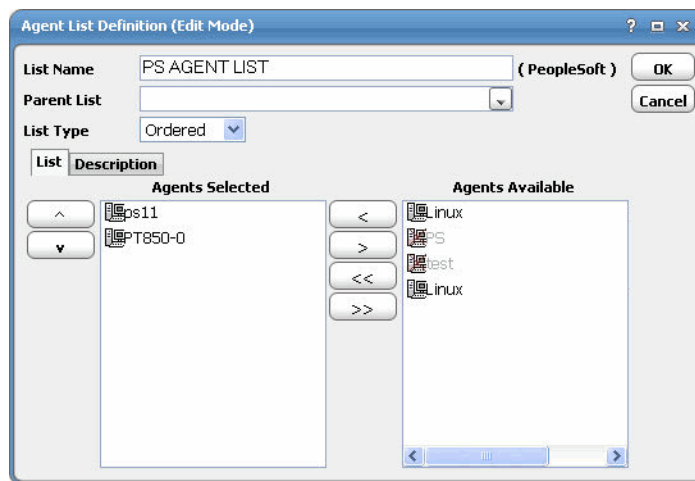 Agent List Definition (Edit Mode)
List Name PS AGENT LIST ( PeopleSoft ) OK
Parent List Cancel
List Type Ordered
List Description
Agents Selected Agents Available
ps11
PT850-0
< 
>
<<
>>
Linux
PS
test
Linux